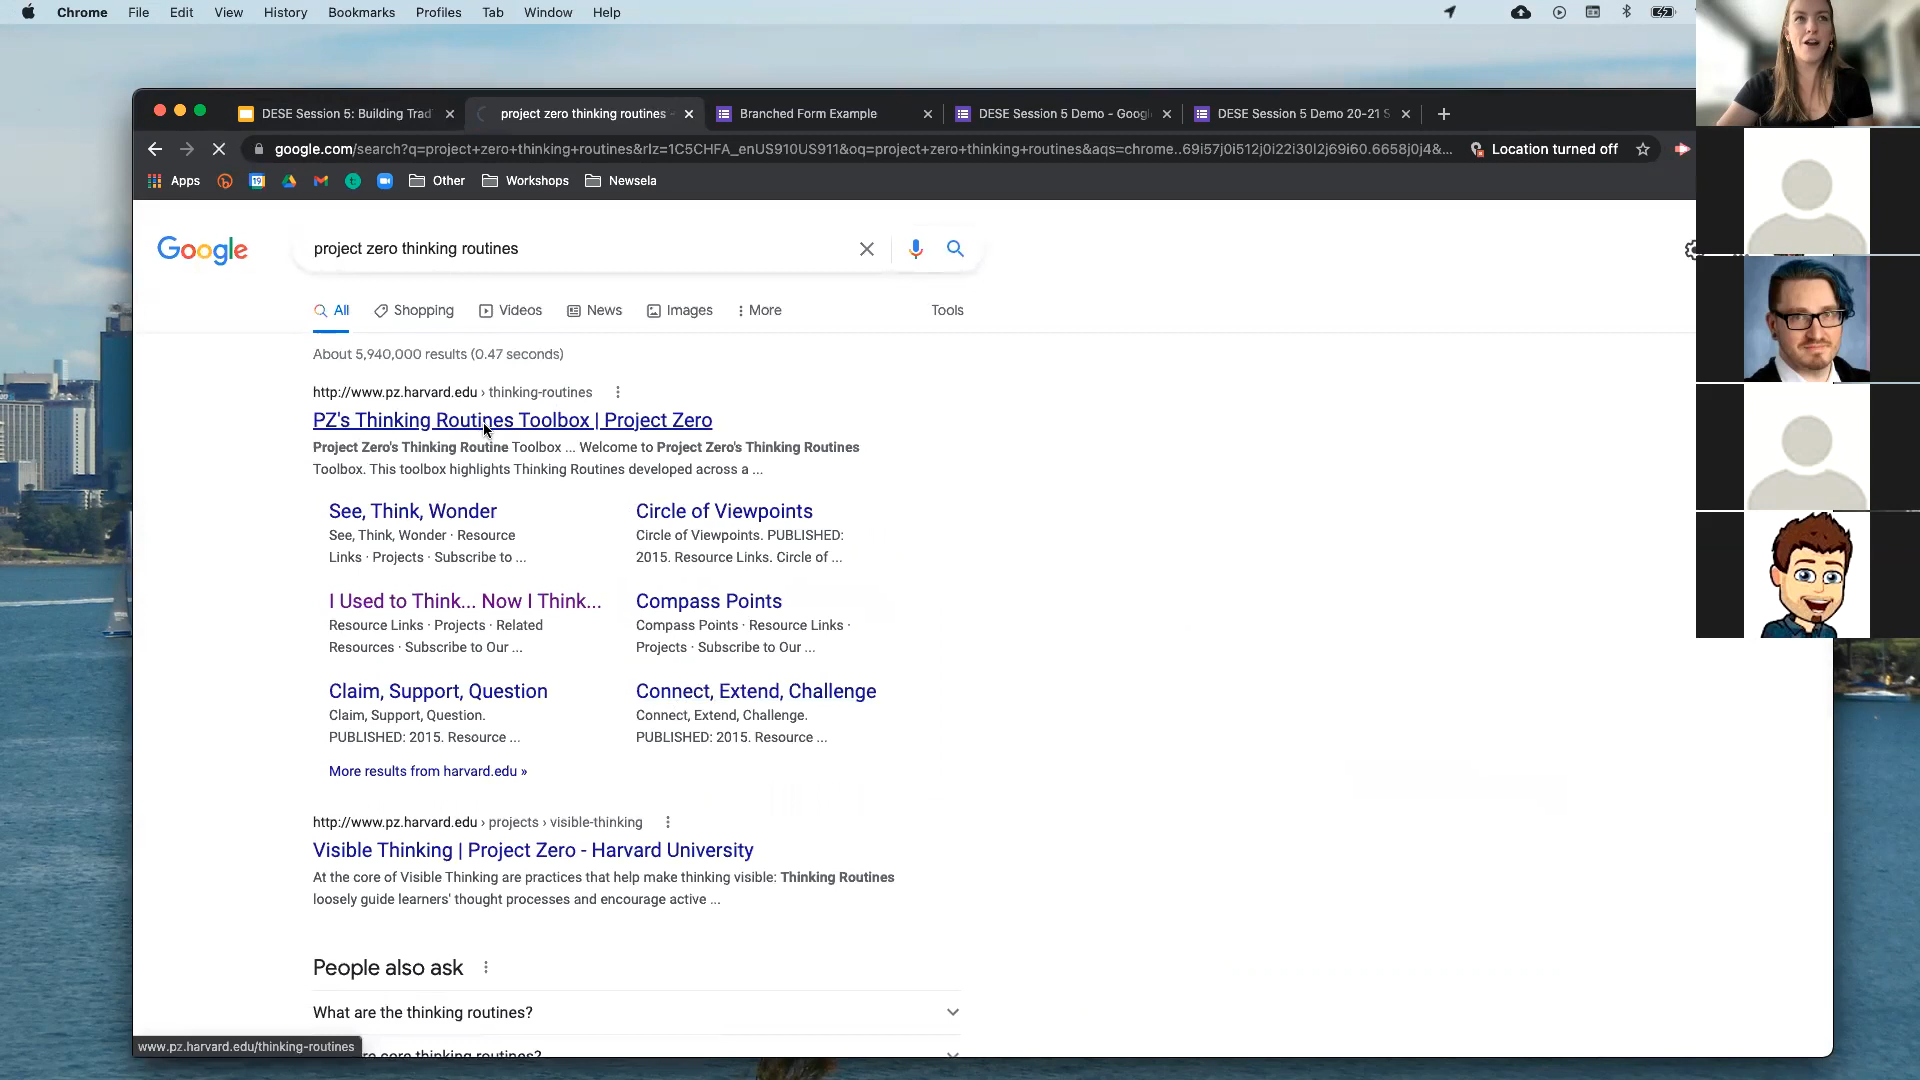 Chrome File Edit View History Bookmarks Profiles Tab Window Help
DESE Session 5: Building Trad
project zero thinking routines -
Branched Form Example
DESE Session 5 Demo - Googl
DESE Session 5 Demo 20-21 S
google.com/search?q=project+zero+thinking+routines&rlz=1C5CHFA_enUS910US911&oq=project+zero+thinking+routines&aqs=chrome..69i57j0i512j0i22i30l2j69i60.6658j0j4&...
Location turned off
Apps
19
Other
Workshops
Newsela
Google
project zero thinking routines
All
Shopping
Videos
News
Images
More
Tools
About 5,940,000 results (0.47 seconds)
http://www.pz.harvard.edu › thinking-routines
PZ's Thinking Routines Toolbox | Project Zero
Project Zero's Thinking Routine Toolbox ... Welcome to Project Zero's Thinking Routines
Toolbox. This toolbox highlights Thinking Routines developed across a ...
See, Think, Wonder
See, Think, Wonder · Resource
Links · Projects · Subscribe to ...
Circle of Viewpoints
Circle of Viewpoints. PUBLISHED:
2015. Resource Links. Circle of ...
I Used to Think... Now I Think...
Resource Links · Projects · Related
Resources · Subscribe to Our ...
Compass Points
Compass Points · Resource Links ·
Projects · Subscribe to Our ...
Claim, Support, Question
Claim, Support, Question.
PUBLISHED: 2015. Resource ...
Connect, Extend, Challenge
Connect, Extend, Challenge.
PUBLISHED: 2015. Resource ...
More results from harvard.edu »
http://www.pz.harvard.edu › projects › visible-thinking
Visible Thinking | Project Zero - Harvard University
At the core of Visible Thinking are practices that help make thinking visible: Thinking Routines
loosely guide learners' thought processes and encourage active ...
People also ask
What are the thinking routines?
core thinking routines?
www.pz.harvard.edu/thinking-routines